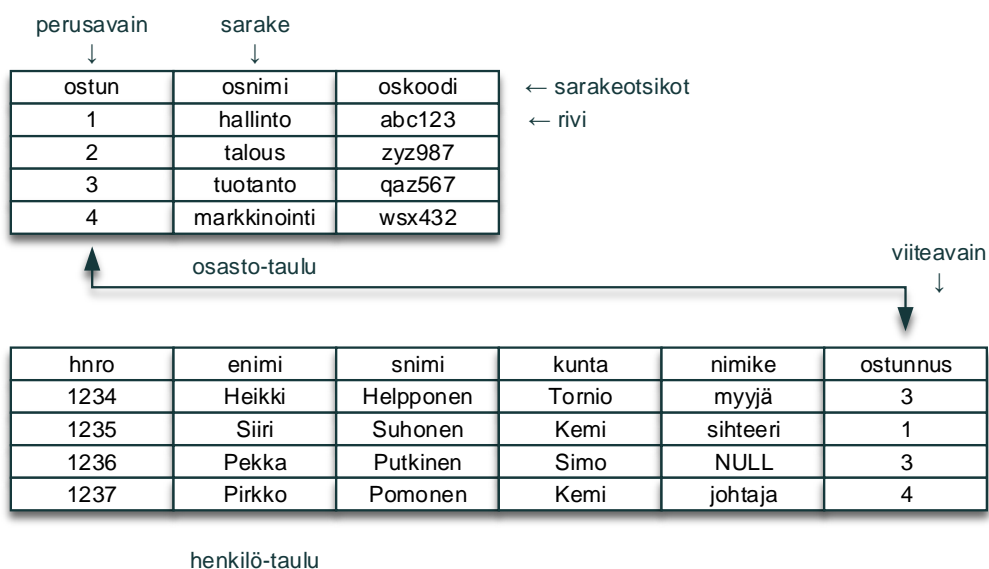 perusavain sarake
↓ ↓
ostun osnimi oskoodi ← sarakeotsikot
1 hallinto abc123 ← rivi
2 talous zyz987
3 tuotanto qaz567
4 markkinointi wsx432
viiteavain
osasto-taulu ↓
hnro enimi snimi kunta nimike ostunnus
1234 Heikki Helpponen Tornio myyjä 3
1235 Siiri Suhonen Kemi sihteeri 1
1236 Pekka Putkinen Simo NULL 3
1237 Pirkko Pomonen Kemi johtaja 4
henkilö-taulu